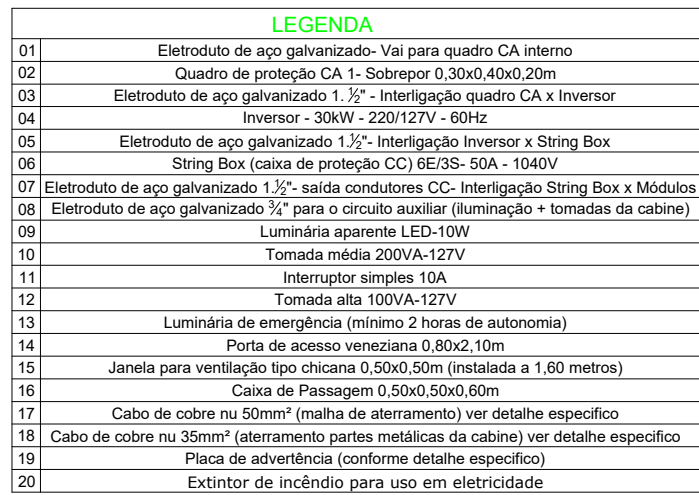 LEGENDA
01 Eletroduto de aço galvanizado- Vai para quadro CA interno
02 Quadro de proteção CA 1- Sobrepor 0,30x0,40x0,20m
03 Eletroduto de aço galvanizado 1. ½" - Interligação quadro CA x Inversor
04 Inversor - 30kW - 220/127V - 60Hz
05 Eletroduto de aço galvanizado 1.½"- Interligação Inversor x String Box
06 String Box (caixa de proteção CC) 6E/3S- 50A - 1040V
07 Eletroduto de aço galvanizado 1.½"- saída condutores CC- Interligação String Box x Módulos
08 Eletroduto de aço galvanizado ¾" para o circuito auxiliar (iluminação + tomadas da cabine)
09 Luminária aparente LED-10W
10 Tomada média 200VA-127V
11 Interruptor simples 10A
12 Tomada alta 100VA-127V
13 Luminária de emergência (mínimo 2 horas de autonomia)
14 Porta de acesso veneziana 0,80x2,10m
15 Janela para ventilação tipo chicana 0,50x0,50m (instalada a 1,60 metros)
16 Caixa de Passagem 0,50x0,50x0,60m
17 Cabo de cobre nu 50mm² (malha de aterramento) ver detalhe especifico
18 Cabo de cobre nu 35mm² (aterramento partes metálicas da cabine) ver detalhe especifico
19 Placa de advertência (conforme detalhe especifico)
20 Extintor de incêndio para uso em eletricidade